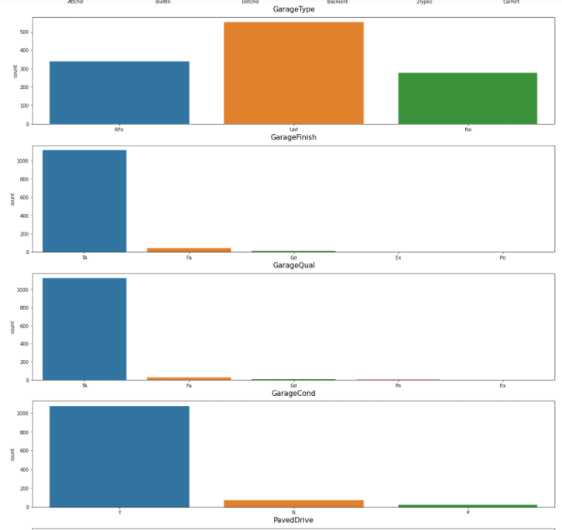 Attchd BuiltIn Detchd Basment 2Types CarPort
GarageType
500
400
300
200
100
0
count
RFn Unf Fin
GarageFinish
1000
800
600
400
200
0
count
TA Fa Gd Ex Po
GarageQual
1000
800
600
400
200
0
count
TA Fa Gd Po Ex
GarageCond
1000
800
600
400
200
0
count
Y N P
PavedDrive